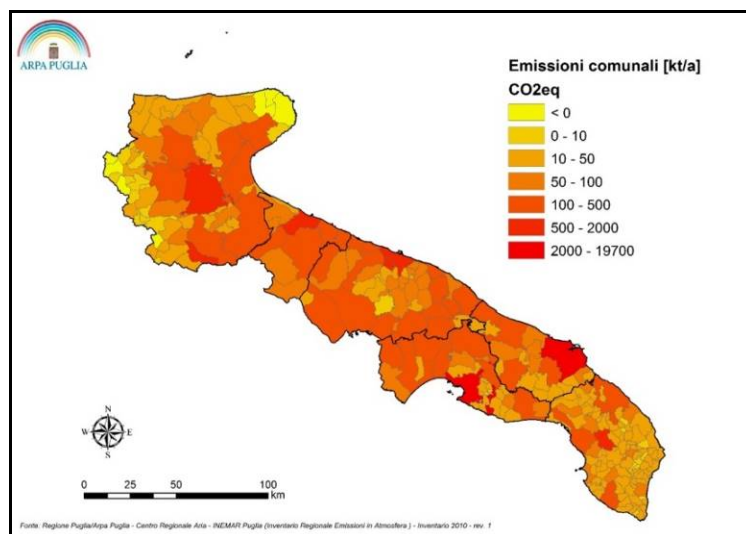 ARPA PUGLIA
Emissioni comunali [kt/a]
CO2eq
< 0
0 - 10
10 - 50
50 - 100
100 - 500
500 - 2000
2000 - 19700
N
W E
S
0 25 50 100
km
Fonte: Regione Puglia/Arpa Puglia - Centro Regionale Aria - INEMAR Puglia (Inventario Regionale Emissioni in Atmosfera ) - Inventario 2010 - rev. 1